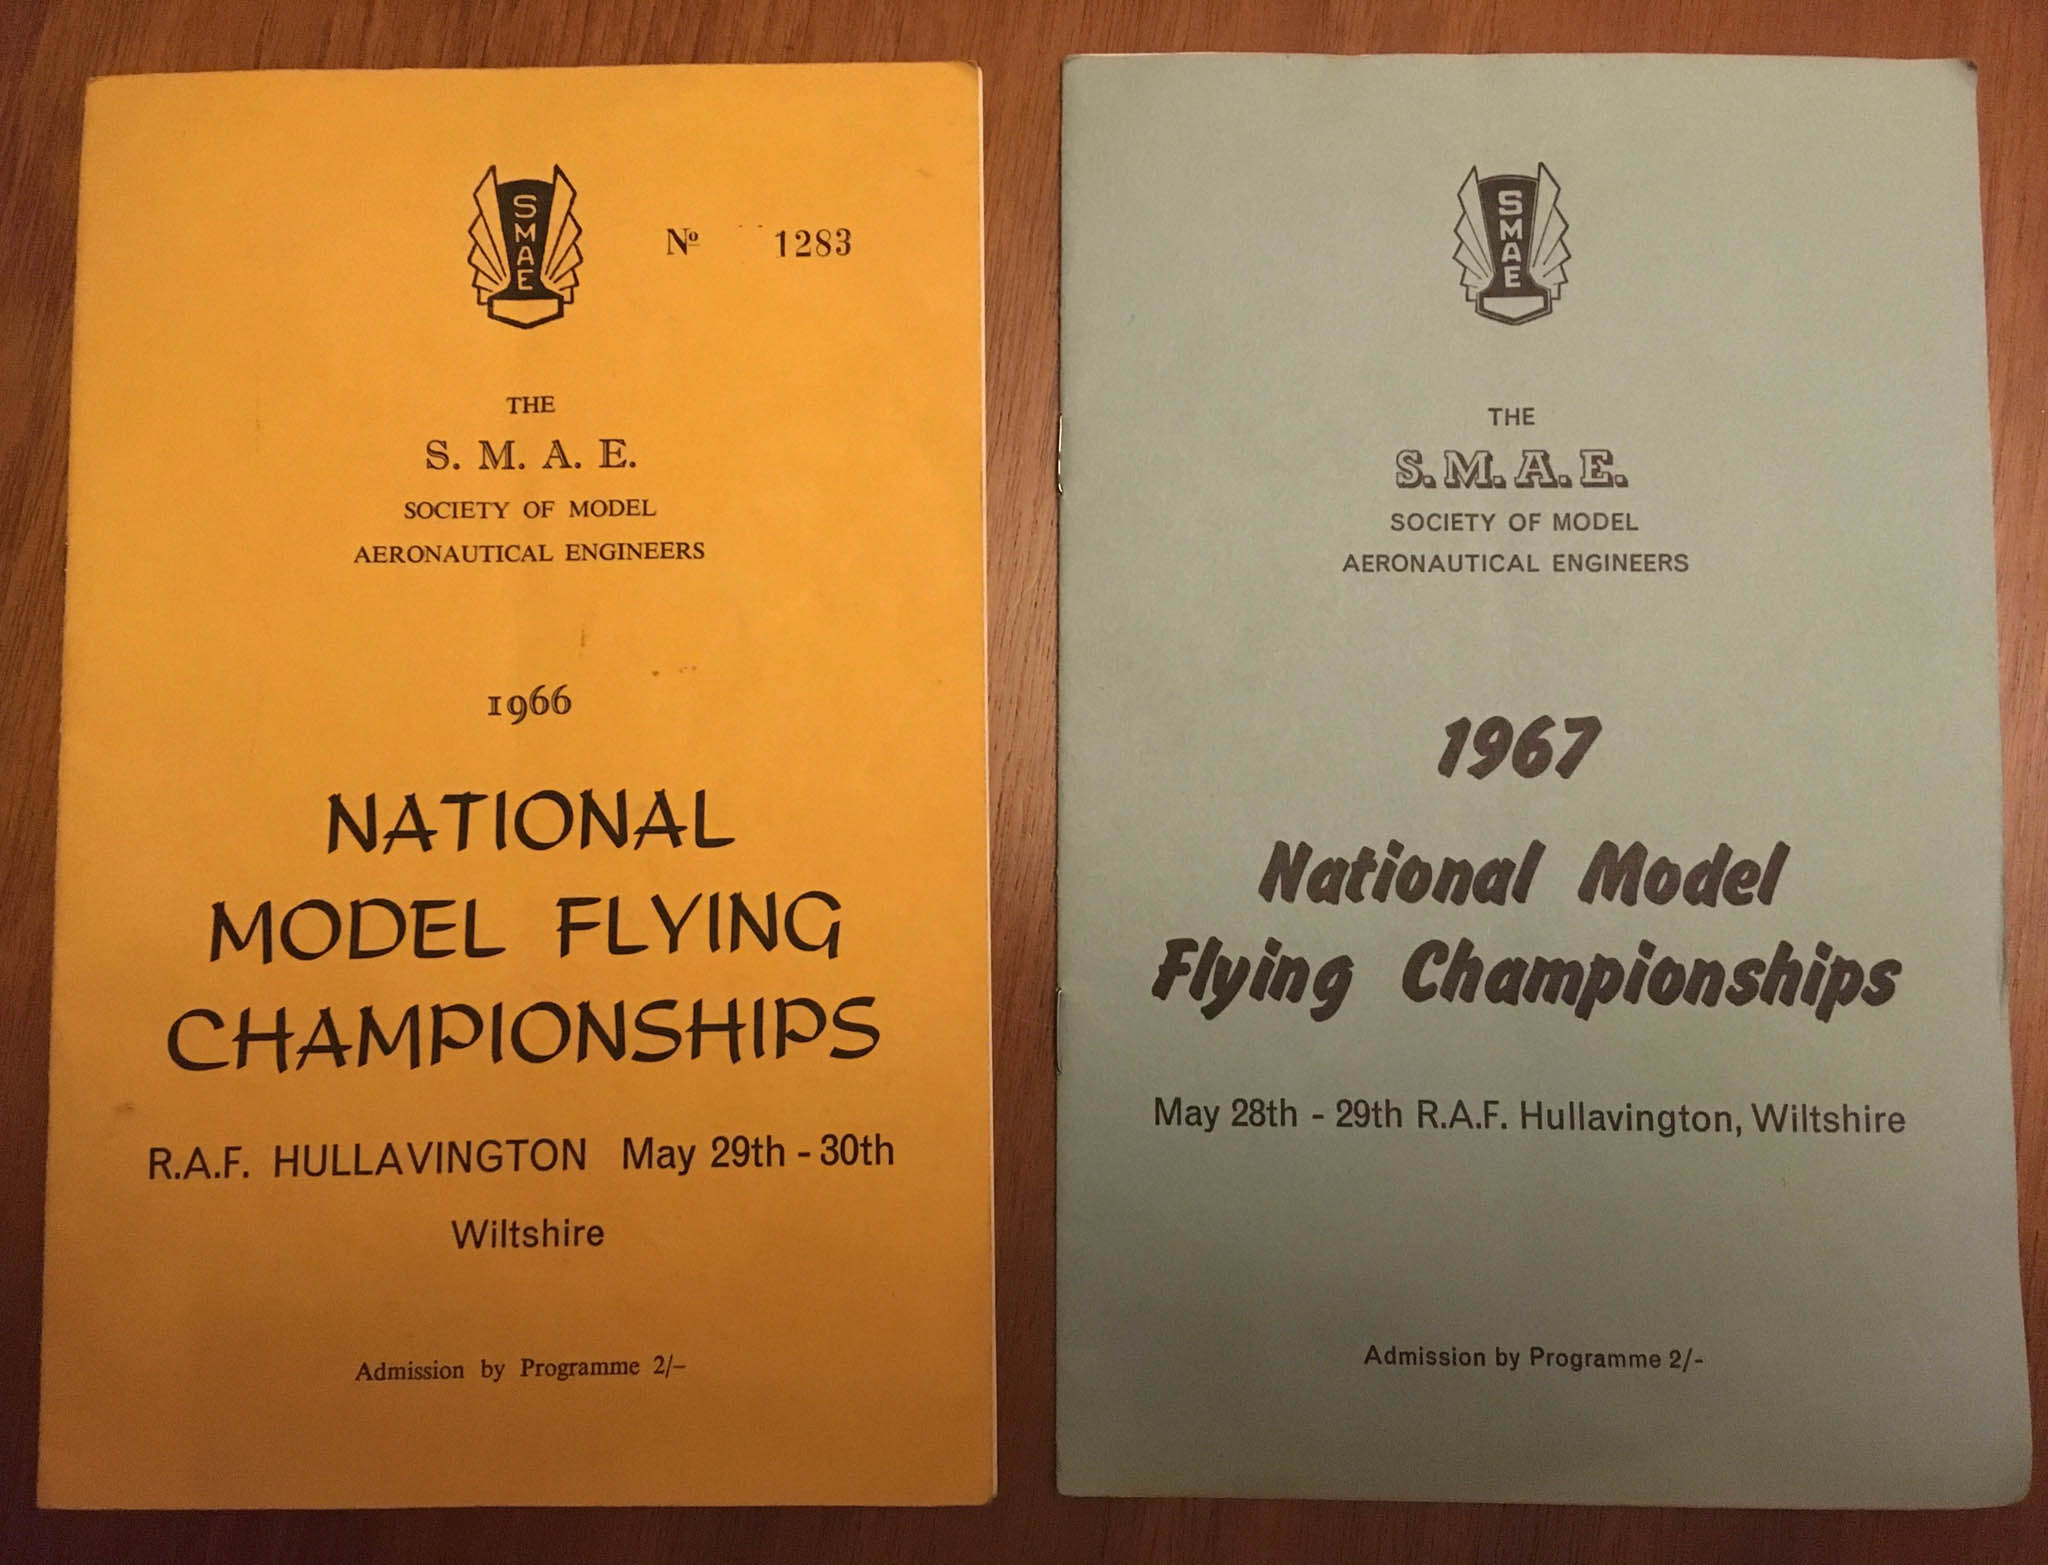 SMAE
Nº 1283
THE
S. M. A. E.
SOCIETY OF MODEL
AERONAUTICAL ENGINEERS
1966
NATIONAL
MODEL FLYING
CHAMPIONSHIPS
R.A.F. HULLAVINGTON May 29th - 30th
Wiltshire
Admission by Programme 2/–
SMAE
THE
S.M.A.E.
SOCIETY OF MODEL
AERONAUTICAL ENGINEERS
1967
National Model
Flying Championships
May 28th - 29th R.A.F. Hullavington, Wiltshire
Admission by Programme 2/-